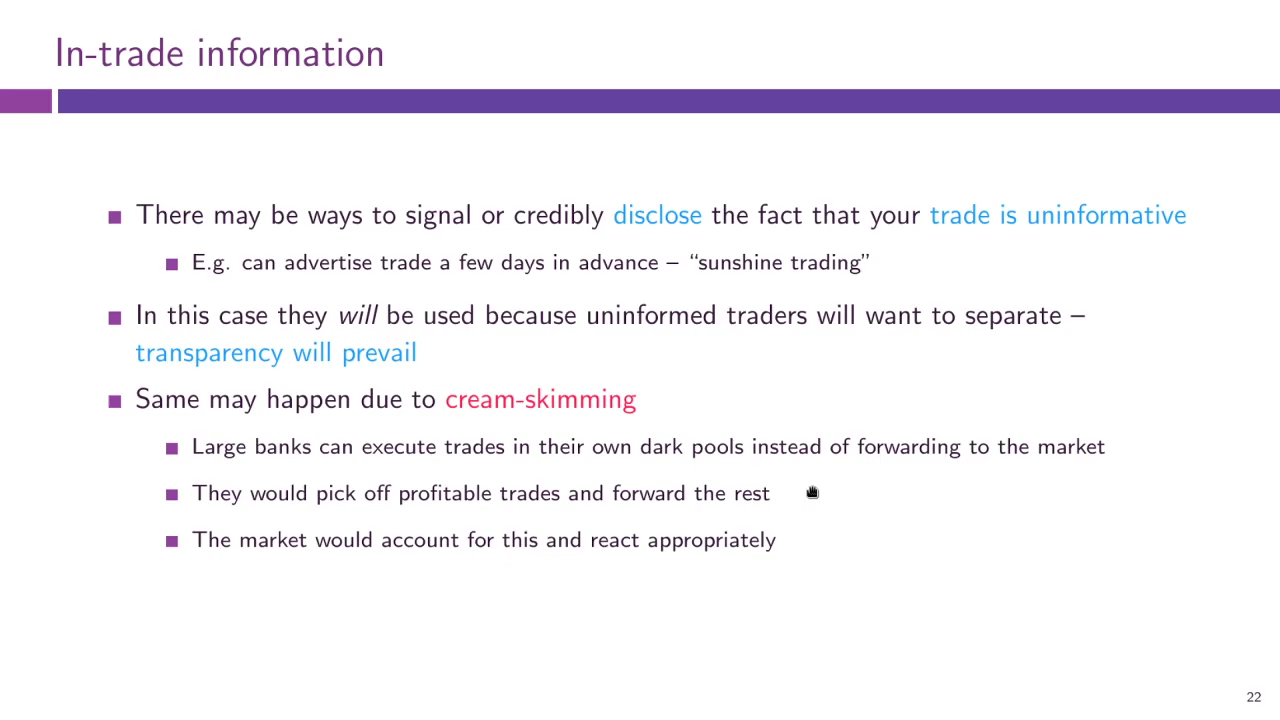 In-trade information
There may be ways to signal or credibly disclose the fact that your trade is uninformative
E.g. can advertise trade a few days in advance – “sunshine trading”
In this case they will be used because uninformed traders will want to separate –
transparency will prevail
Same may happen due to cream-skimming
Large banks can execute trades in their own dark pools instead of forwarding to the market
They would pick off profitable trades and forward the rest
The market would account for this and react appropriately
22